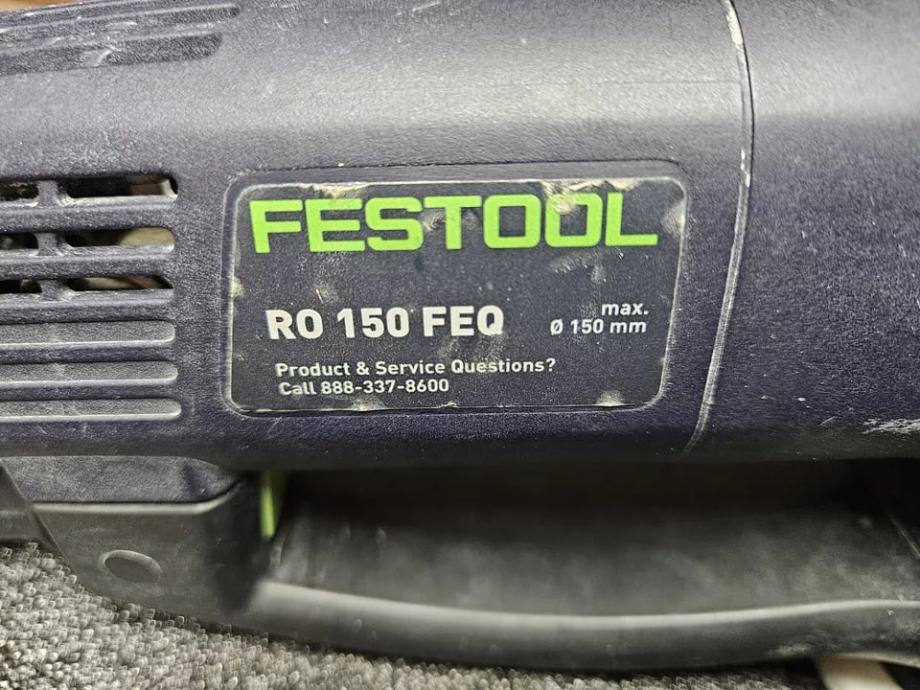 FESTOOL
RO 150 FEQ
max.
Ø 150 mm
Product & Service Questions?
Call 888-337-8600